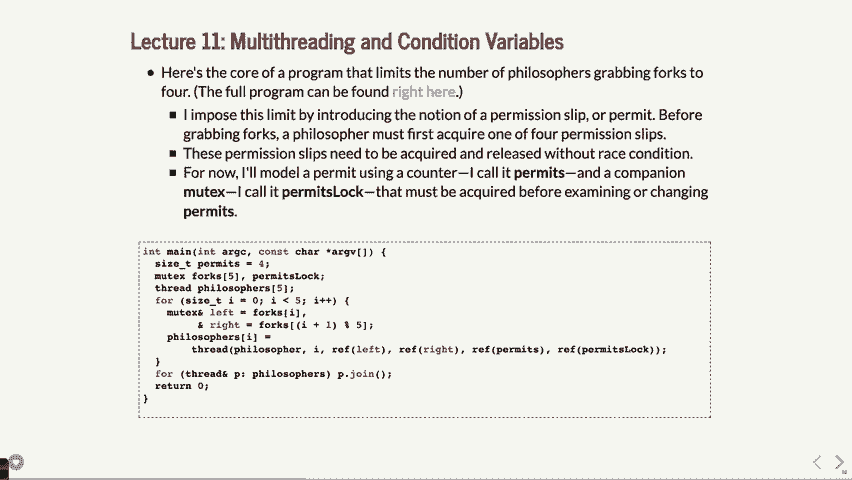 Lecture 11: Multithreading and Condition Variables
Here's the core of a program that limits the number of philosophers grabbing forks to
four. (The full program can be found right here.)
I impose this limit by introducing the notion of a permission slip, or permit. Before
grabbing forks, a philosopher must first acquire one of four permission slips.
These permission slips need to be acquired and released without race condition.
For now, I'll model a permit using a counter—I call it permits—and a companion
mutex—I call it permitsLock—that must be acquired before examining or changing
permits.
int main(int argc, const char *argv[]) {
size_t permits = 4;
mutex forks[5], permitsLock;
thread philosophers[5];
for (size_t i = 0; i < 5; i++) {
mutex& left = forks[i],
& right = forks[(i + 1) % 5];
philosophers[i] =
thread(philosopher, i, ref(left), ref(right), ref(permits), ref(permitsLock));
}
for (thread& p: philosophers) p.join();
return 0;
}